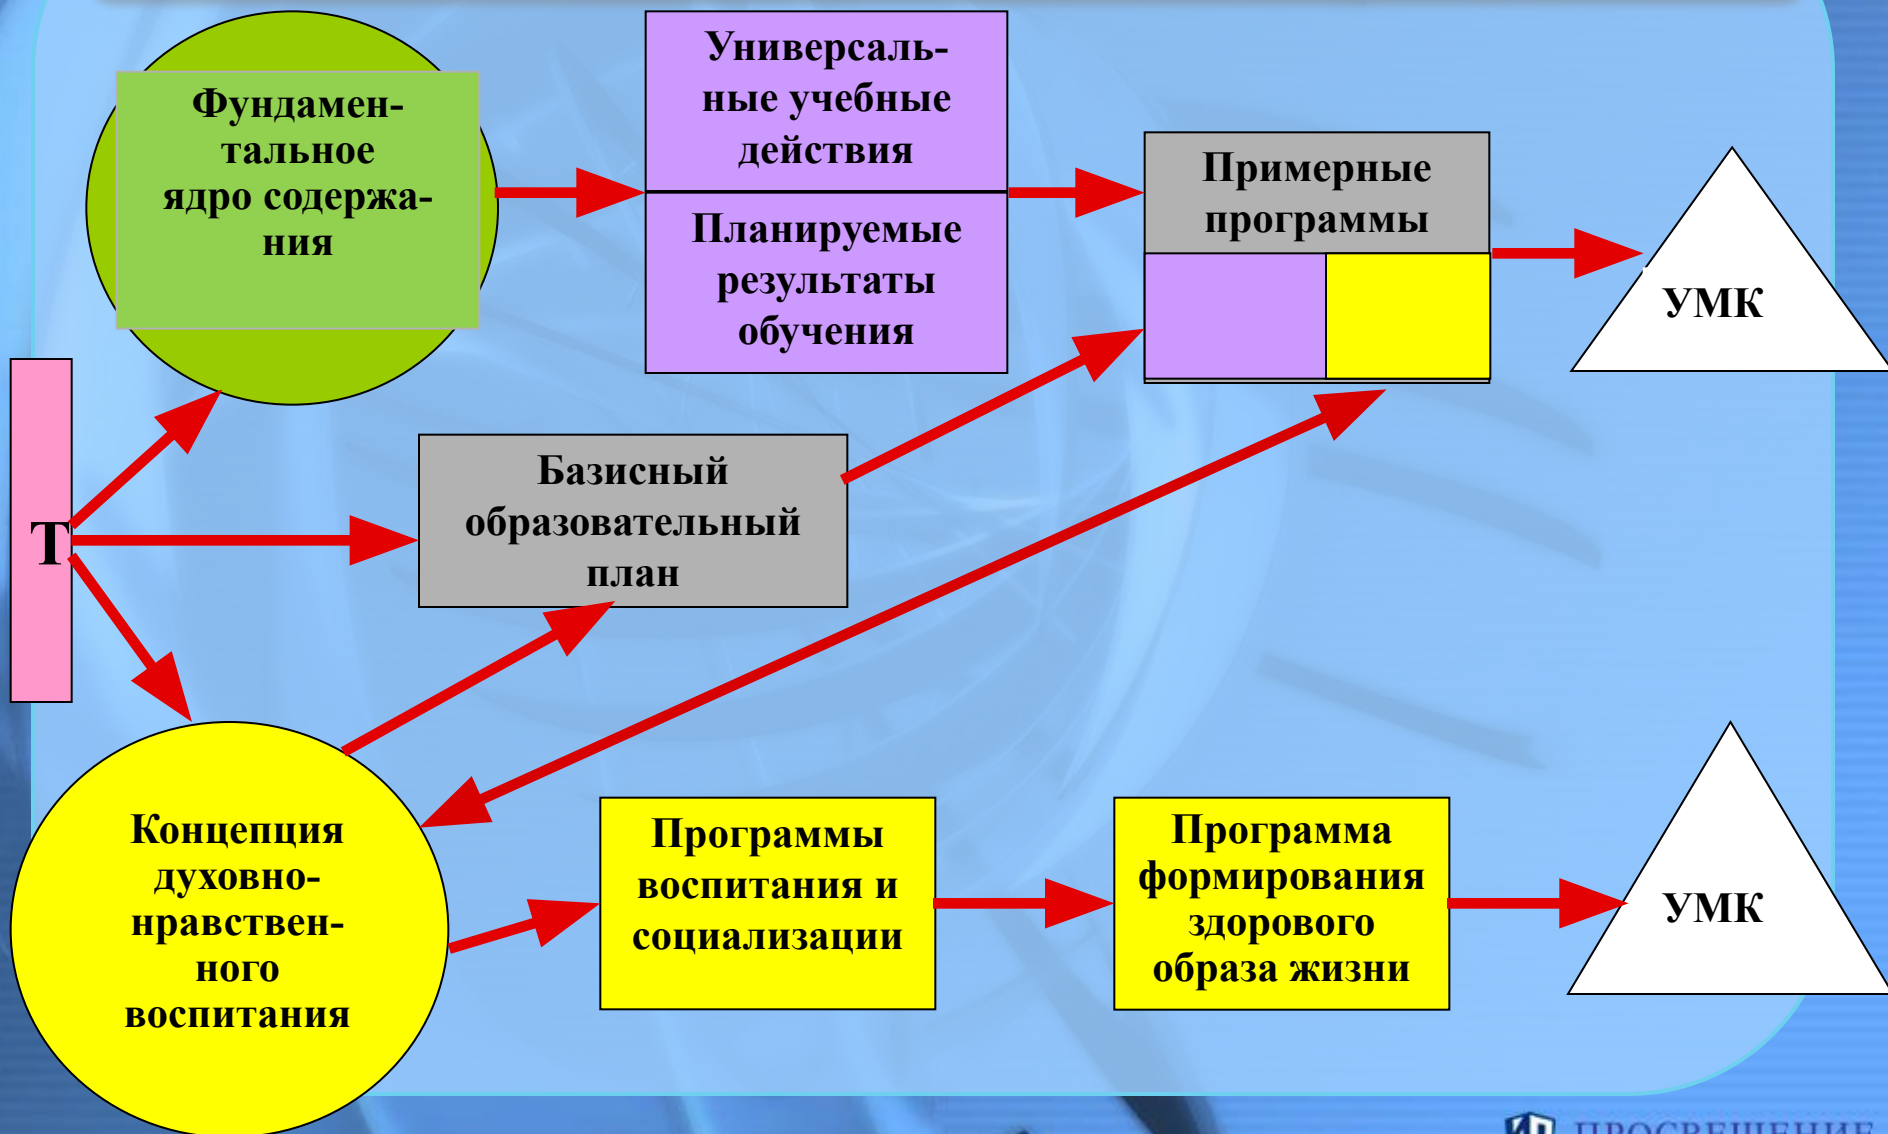 Фундамен-
тальное
ядро содержа-
ния
Универсаль-
ные учебные
действия
Планируемые
результаты
обучения
Примерные
программы
УМК
Т
Базисный
образовательный
план
Концепция
духовно-
нравствен-
ного
воспитания
Программы
воспитания и
социализации
Программа
формирования
здорового
образа жизни
УМК
ПРОСВЕЩЕНИЕ